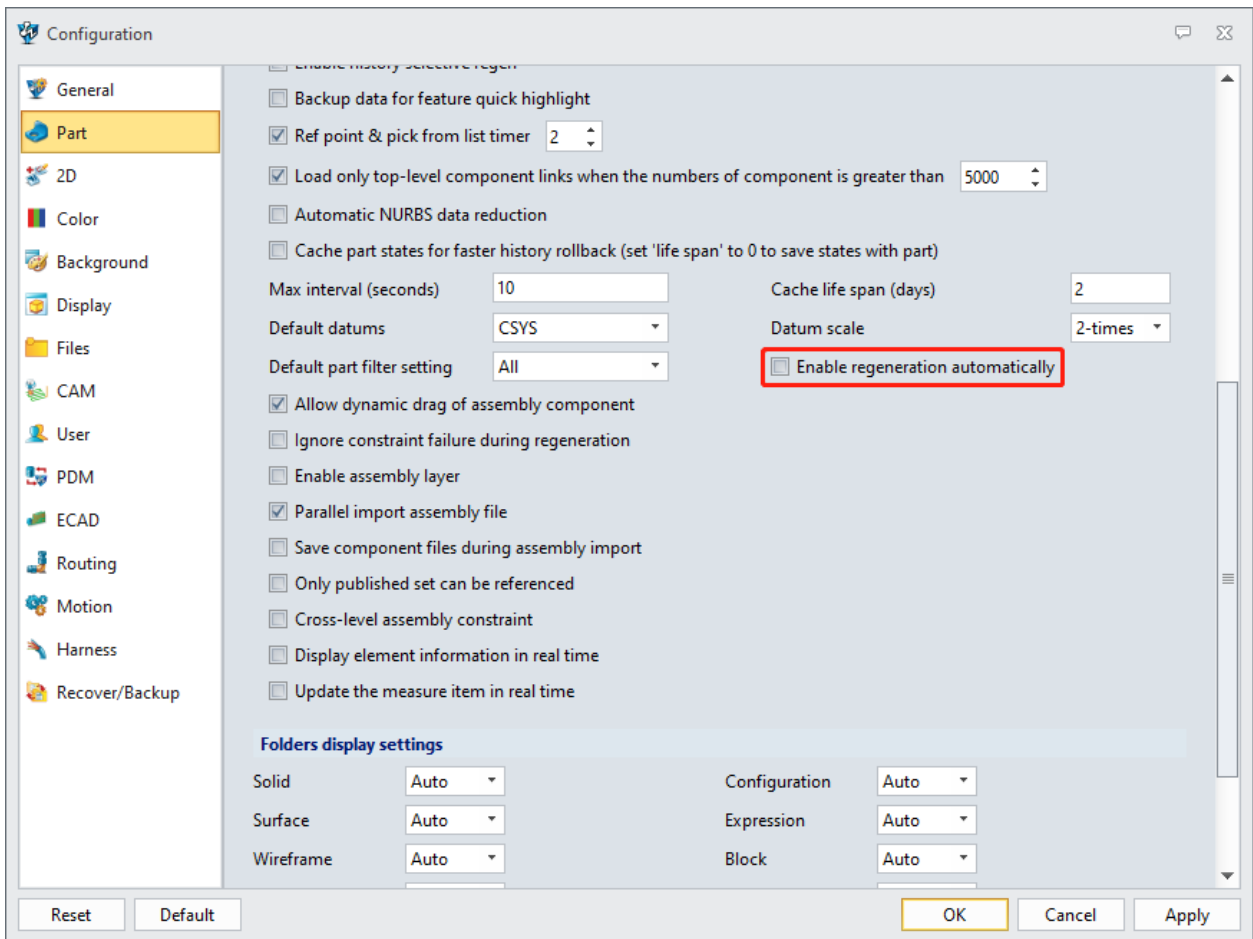 Configuration
General
Part
2D
Color
Background
Display
Files
CAM
User
PDM
ECAD
Routing
Motion
Harness
Recover/Backup
Enable history selective regen
Backup data for feature quick highlight
Ref point & pick from list timer 2
Load only top-level component links when the numbers of component is greater than 5000
Automatic NURBS data reduction
Cache part states for faster history rollback (set 'life span' to 0 to save states with part)
Max interval (seconds) 10 Cache life span (days) 2
Default datums CSYS Datum scale 2-times
Default part filter setting All Enable regeneration automatically
Allow dynamic drag of assembly component
Ignore constraint failure during regeneration
Enable assembly layer
Parallel import assembly file
Save component files during assembly import
Only published set can be referenced
Cross-level assembly constraint
Display element information in real time
Update the measure item in real time
Folders display settings
Solid Auto Configuration Auto
Surface Auto Expression Auto
Wireframe Auto Block Auto
Reset Default OK Cancel Apply